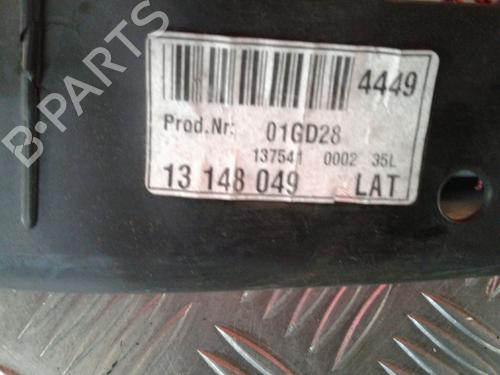 B-PARTS
4449
Prod.Nr: 01GD28
137541 0002 35L
13 148 049 LAT